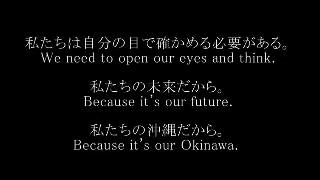 私たちは自分の目で確かめる必要がある。
We need to open our eyes and think.
私たちの未来だから。
Because it's our future.
私たちの沖縄だから。
Because it's our Okinawa.